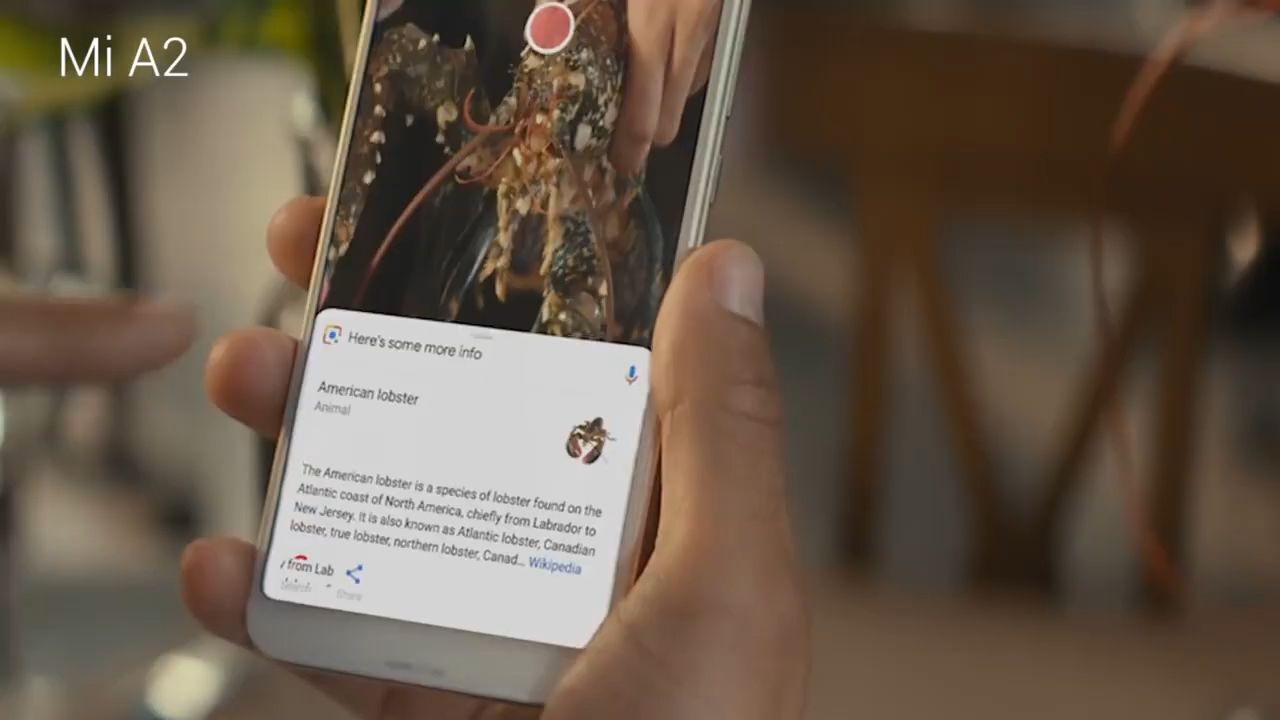 Mi A2
Here's some more info
American lobster
Animal
The American lobster is a species of lobster found on the
Atlantic coast of North America, chiefly from Labrador to
New Jersey. It is also known as Atlantic lobster, Canadian
lobster, true lobster, northern lobster, Canad... Wikipedia
from Lab
Search Share